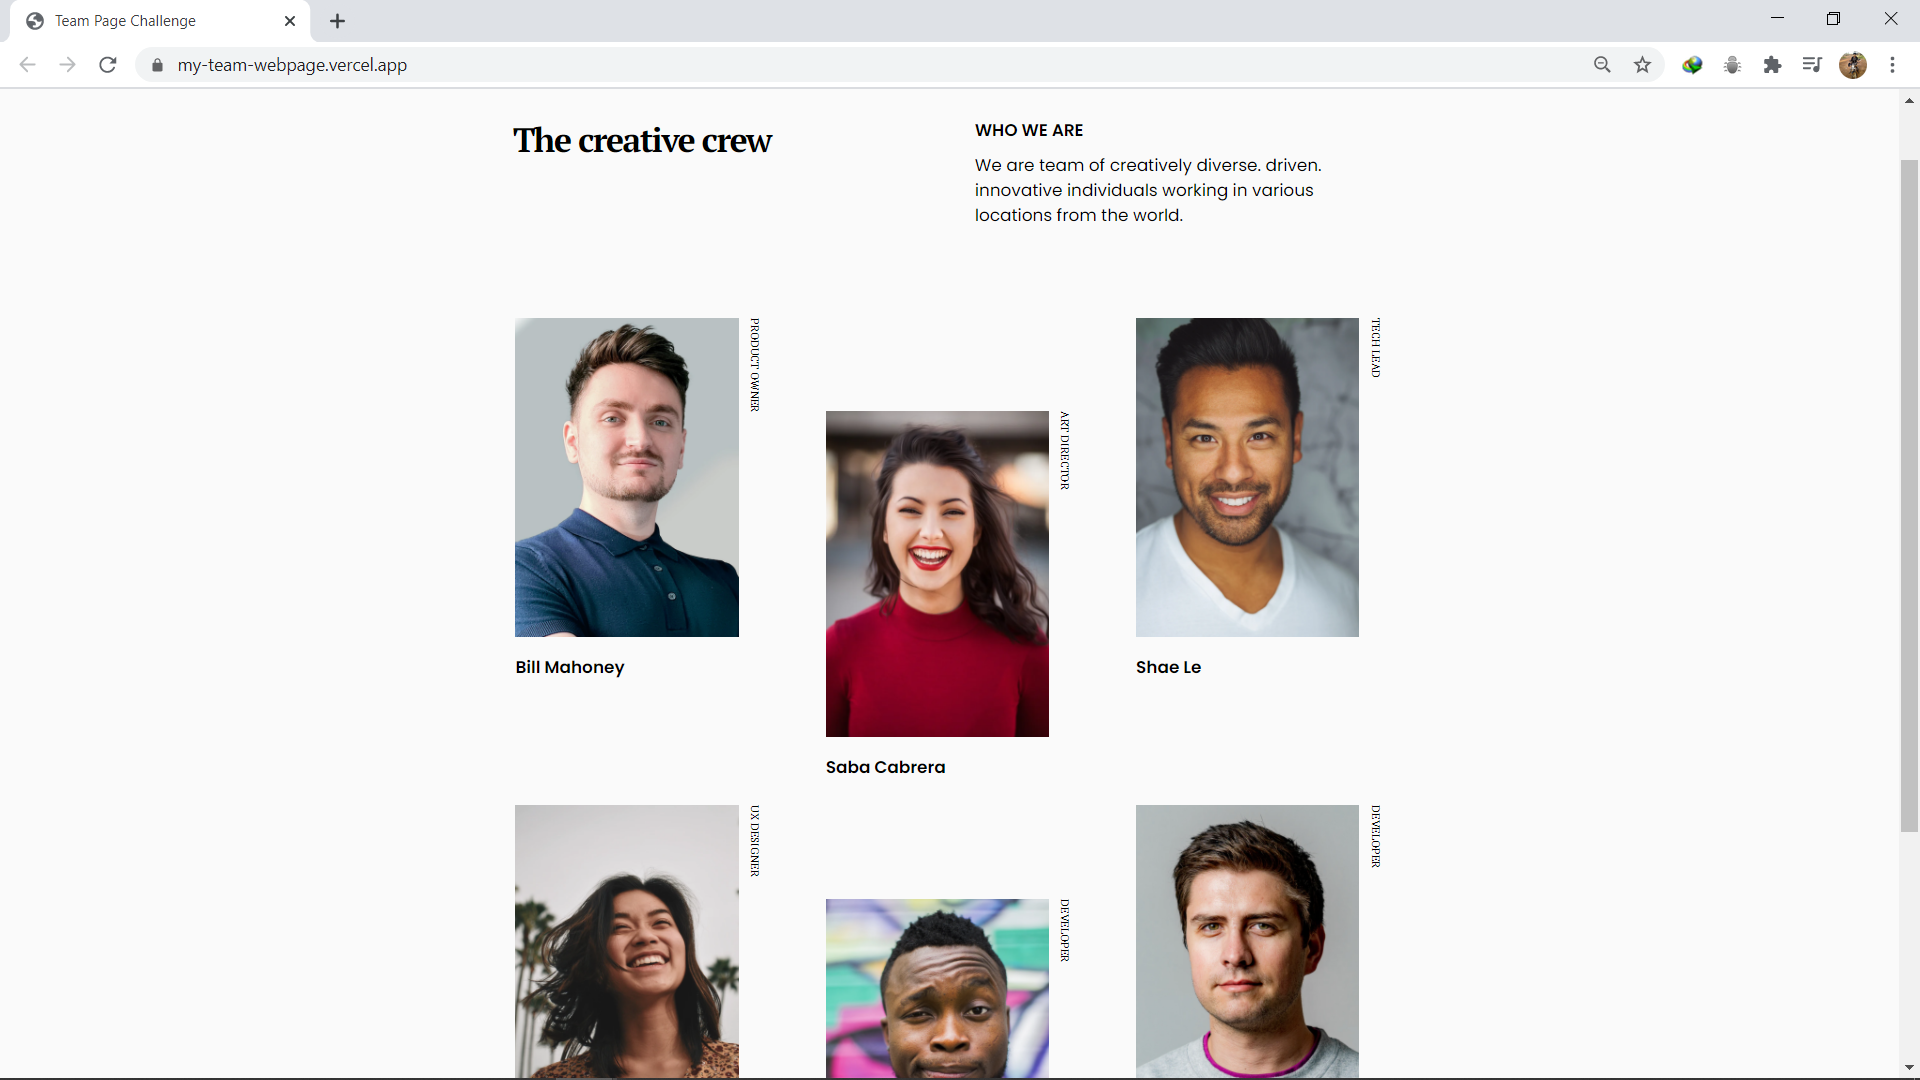 Team Page Challenge
my-team-webpage.vercel.app
The creative crew
WHO WE ARE
We are team of creatively diverse. driven.
innovative individuals working in various
locations from the world.
PRODUCT OWNER
Bill Mahoney
ART DIRECTOR
Saba Cabrera
TECH LEAD
Shae Le
UX DESIGNER
DEVELOPER
DEVELOPER